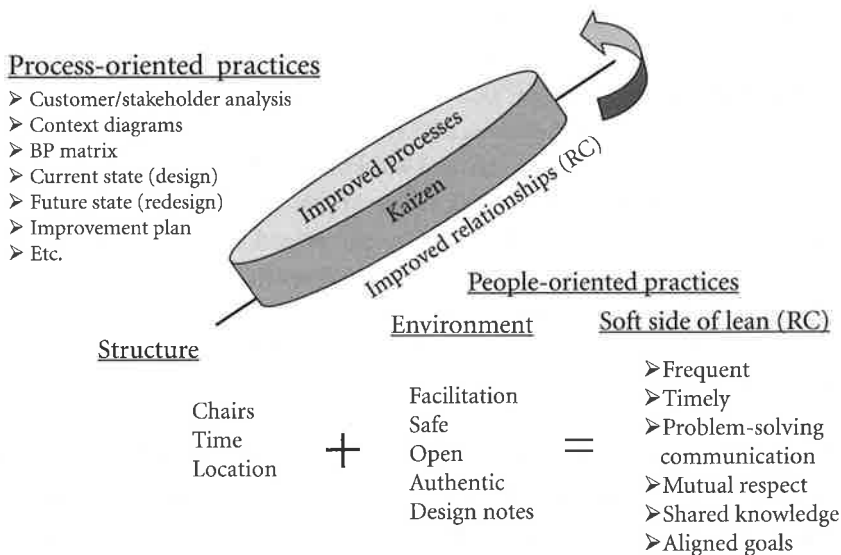 Process-oriented practices
➢ Customer/stakeholder analysis
➢ Context diagrams
➢ BP matrix
➢ Current state (design)
➢ Future state (redesign)
➢ Improvement plan
➢ Etc.
Improved processes
Kaizen
Improved relationships (RC)
People-oriented practices
Structure
Chairs
Time
Location
+
Environment
Facilitation
Safe
Open
Authentic
Design notes
=
Soft side of lean (RC)
➢Frequent
➢Timely
➢Problem-solving
communication
➢Mutual respect
➢Shared knowledge
➢Aligned goals